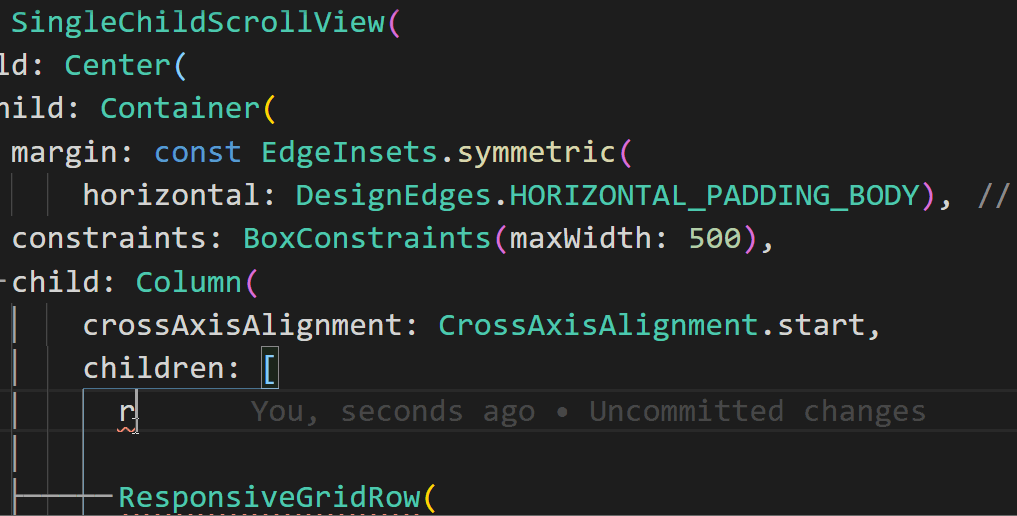 SingleChildScrollView(
ld: Center(
hild: Container(
margin: const EdgeInsets.symmetric(
horizontal: DesignEdges.HORIZONTAL_PADDING_BODY), //
constraints: BoxConstraints(maxWidth: 500),
child: Column(
crossAxisAlignment: CrossAxisAlignment.start,
children: [
r You, seconds ago • Uncommitted changes
ResponsiveGridRow(